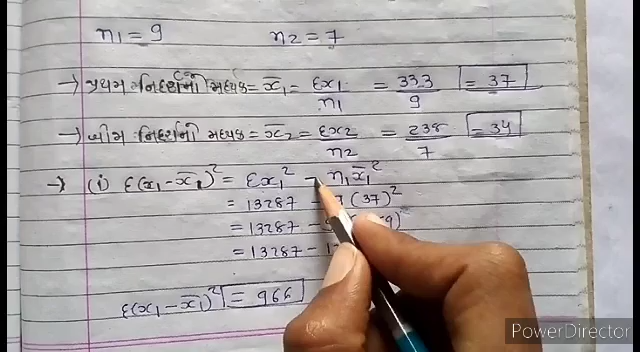 n1 = 9 n2 = 7
→ પ્રથમ નિદર્શનો મધ્યક = x̄1 = Σx1/n1 = 333/9 = 37
→ બીજા નિદર્શનો મધ્યક = x̄2 = Σx2/n2 = 238/7 = 34
→ (i) Σ(x1 - x̄1)² = Σx1² - n1x̄1²
= 13287 (37)²
= 13287 -
= 13287 -
Σ(x1 - x̄1)² = 966
PowerDirector